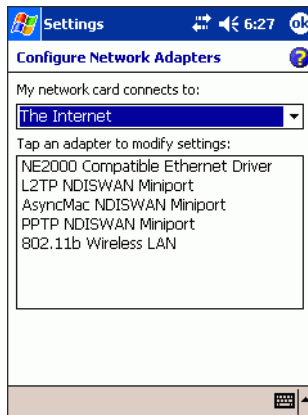 Settings 6:27 ok
Configure Network Adapters ?
My network card connects to:
The Internet
Tap an adapter to modify settings:
NE2000 Compatible Ethernet Driver
L2TP NDISWAN Miniport
AsyncMac NDISWAN Miniport
PPTP NDISWAN Miniport
802.11b Wireless LAN